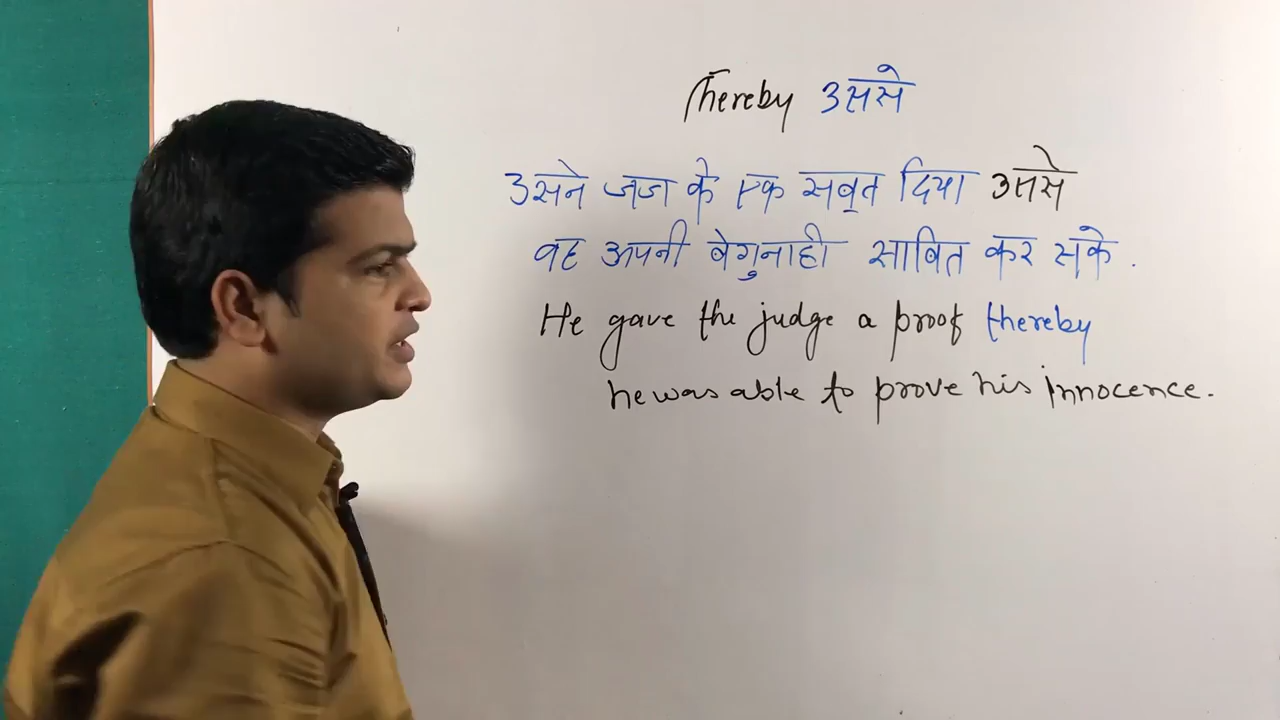 Thereby उससे
उसने जज के एक सबूत दिया उससे
वह अपनी बेगुनाही साबित कर सके .
He gave the judge a proof thereby
he was able to prove his innocence.